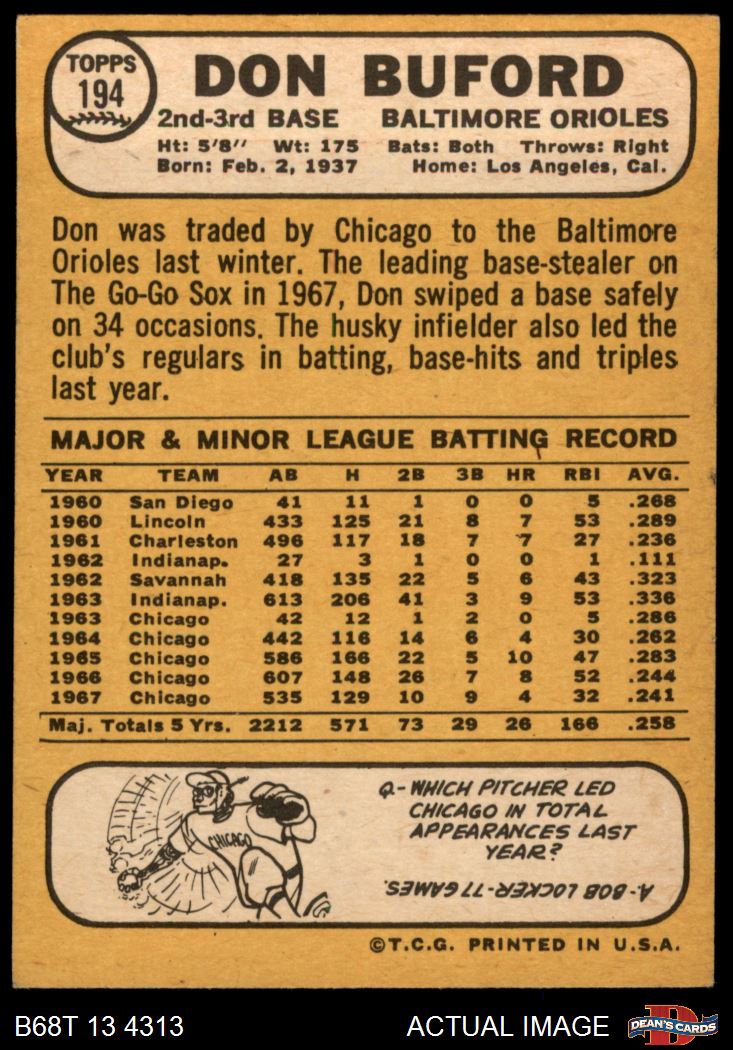 TOPPS
194
DON BUFORD
2nd-3rd BASE BALTIMORE ORIOLES
Ht: 5'8" Wt: 175 Bats: Both Throws: Right
Born: Feb. 2, 1937 Home: Los Angeles, Cal.
Don was traded by Chicago to the Baltimore
Orioles last winter. The leading base-stealer on
The Go-Go Sox in 1967, Don swiped a base safely
on 34 occasions. The husky infielder also led the
club's regulars in batting, base-hits and triples
last year.
MAJOR & MINOR LEAGUE BATTING RECORD
YEAR TEAM AB H 2B 3B HR RBI AVG.
1960 San Diego 41 11 1 0 0 5 .268
1960 Lincoln 433 125 21 8 7 53 .289
1961 Charleston 496 117 18 7 7 27 .236
1962 Indianap. 27 3 1 0 0 1 .111
1962 Savannah 418 135 22 5 6 43 .323
1963 Indianap. 613 206 41 3 9 53 .336
1963 Chicago 42 12 1 2 0 5 .286
1964 Chicago 442 116 14 6 4 30 .262
1965 Chicago 586 166 22 5 10 47 .283
1966 Chicago 607 148 26 7 8 52 .244
1967 Chicago 535 129 10 9 4 32 .241
Maj. Totals 5 Yrs. 2212 571 73 29 26 166 .258
CHICAGO
Q-WHICH PITCHER LED
CHICAGO IN TOTAL
APPEARANCES LAST
YEAR?
A-BOB LOCKER-77 GAMES.
©T.C.G. PRINTED IN U.S.A.
B68T 13 4313 ACTUAL IMAGE D DEAN'S CARDS